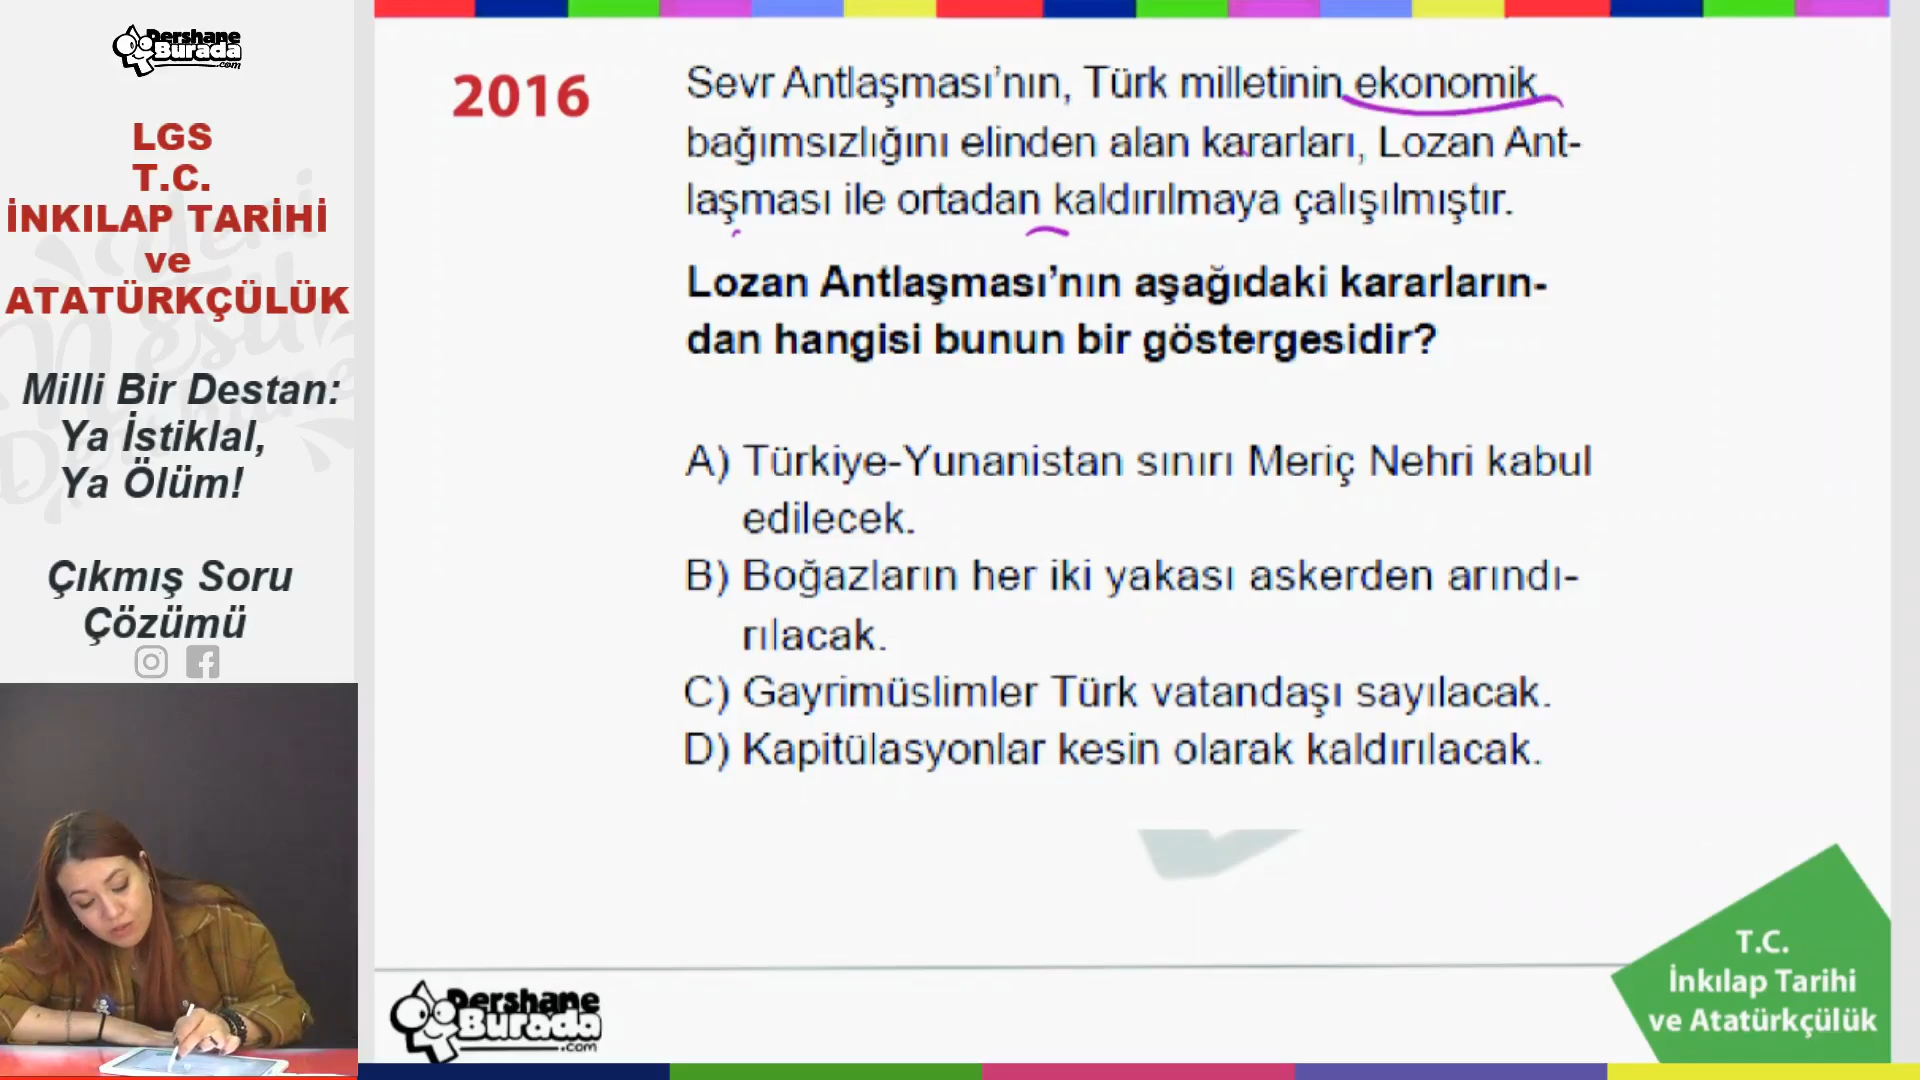 Dershane
Burada
.com
LGS
T.C.
İNKILAP TARİHİ
ve
ATATÜRKÇÜLÜK
Milli Bir Destan:
Ya İstiklal,
Ya Ölüm!
Çıkmış Soru
Çözümü
2016
Sevr Antlaşması’nın, Türk milletinin ekonomik
bağımsızlığını elinden alan kararları, Lozan Ant-
laşması ile ortadan kaldırılmaya çalışılmıştır.
Lozan Antlaşması’nın aşağıdaki kararların-
dan hangisi bunun bir göstergesidir?
A) Türkiye-Yunanistan sınırı Meriç Nehri kabul
edilecek.
B) Boğazların her iki yakası askerden arındı-
rılacak.
C) Gayrimüslimler Türk vatandaşı sayılacak.
D) Kapitülasyonlar kesin olarak kaldırılacak.
Dershane
Burada
.com
T.C.
İnkılap Tarihi
ve Atatürkçülük